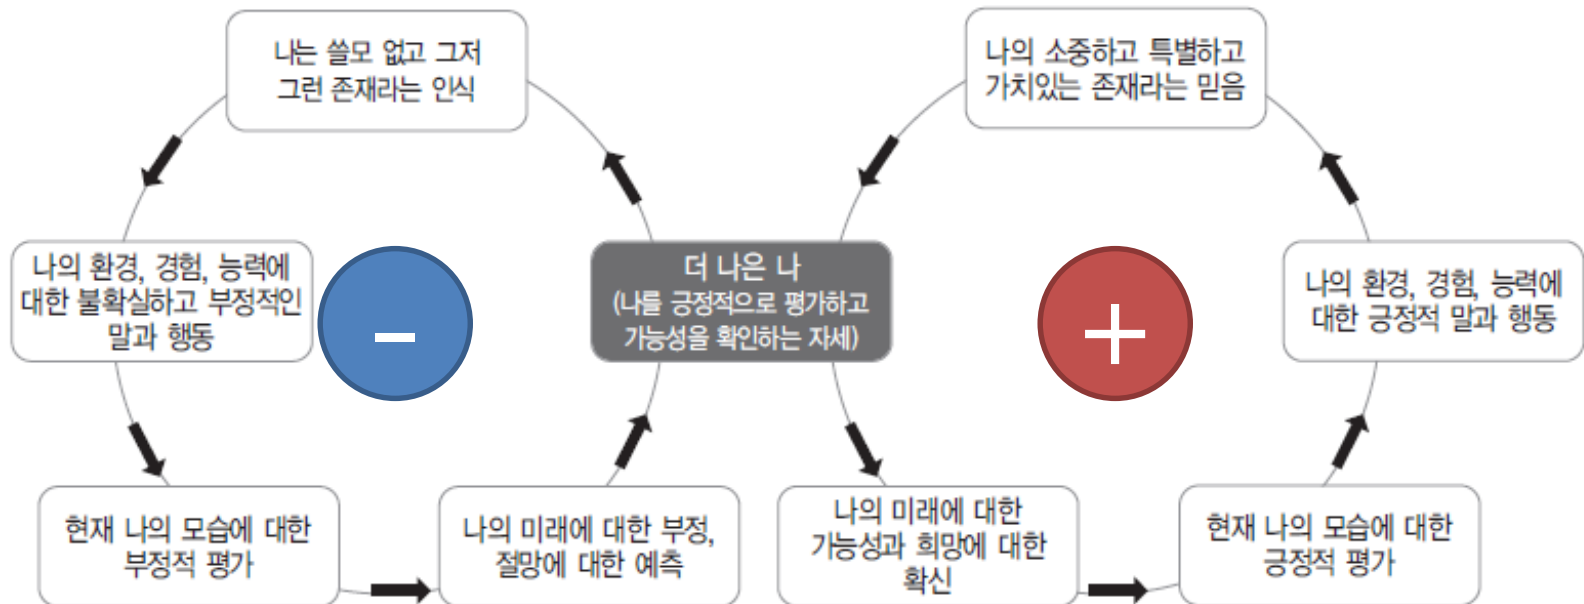 나는 쓸모 없고 그저
그런 존재라는 인식
나의 소중하고 특별하고
가치있는 존재라는 믿음
나의 환경, 경험, 능력에
대한 불확실하고 부정적인
말과 행동
−
더 나은 나
(나를 긍정적으로 평가하고
가능성을 확인하는 자세)
+
나의 환경, 경험, 능력에
대한 긍정적 말과 행동
현재 나의 모습에 대한
부정적 평가
나의 미래에 대한 부정,
절망에 대한 예측
나의 미래에 대한
가능성과 희망에 대한
확신
현재 나의 모습에 대한
긍정적 평가